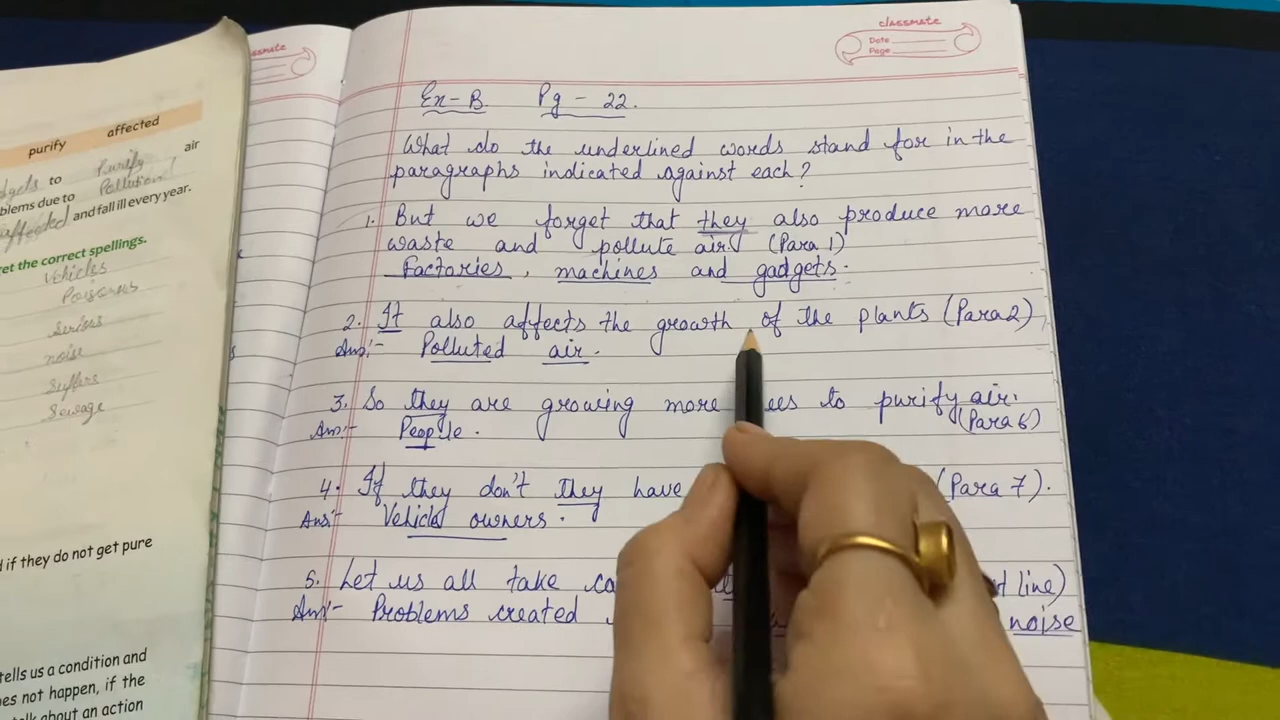 purify affected
dgets to Purify air
blems due to Pollution
affected and fall ill every year.
et the correct spellings.
Vehicles
Poisonous
Serious
noise
Suffers
Sewage
d if they do not get pure
tells us a condition and
es not happen, if the
lk about an action
ssmate
classmate
Date
Page
Ex-B. Pg - 22.
What do the underlined words stand for in the
paragraphs indicated against each?
1. But we forget that they also produce more
waste and pollute air. (Para 1)
Factories, machines and gadgets.
2. It also affects the growth of the plants (Para 2)
Ans:- Polluted air.
3. So they are growing more ees to purify air.
(Para 6)
Ans:- People.
4. If they don't they have (Para 7).
Ans:- Vehicle owners.
5. Let us all take ca t line)
Ans:- Problems created noise